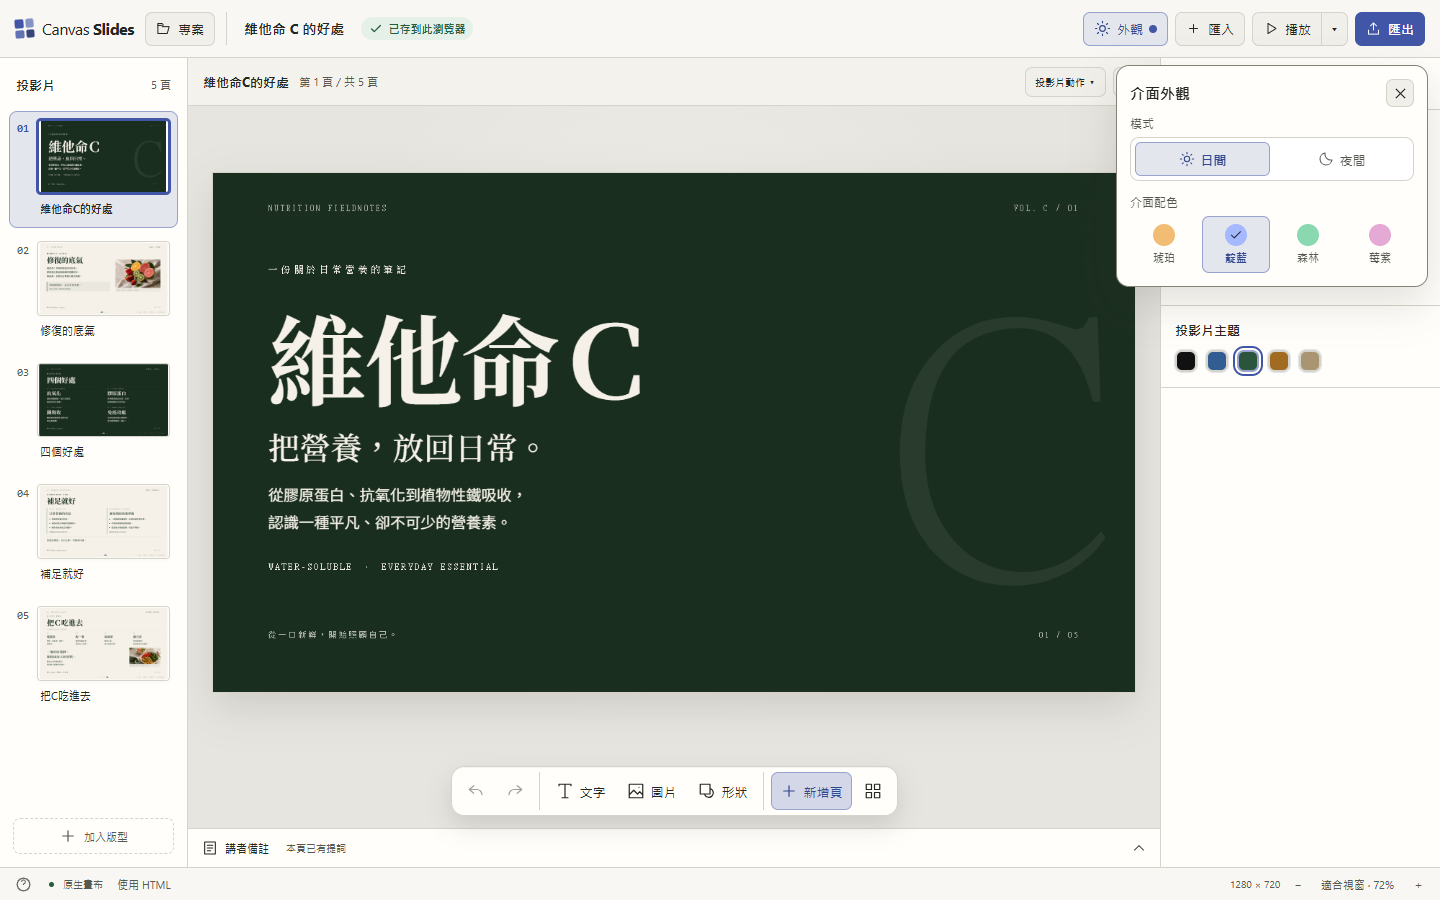 Canvas Slides
專案
維他命 C 的好處
已存到此瀏覽器
外觀
匯入
播放
匯出
投影片
5 頁
維他命C的好處
第 1 頁 / 共 5 頁
投影片動作
介面外觀
模式
日間
夜間
介面配色
琥珀
靛藍
森林
莓紫
投影片主題
01
維他命C
維他命C的好處
02
修復的底氣
修復的底氣
03
四個好處
四個好處
04
補足就好
補足就好
05
把C吃進去
把C吃進去
加入版型
NUTRITION FIELDNOTES
VOL. C / 01
一份關於日常營養的筆記
維他命C
C
把營養，放回日常。
從膠原蛋白、抗氧化到植物性鐵吸收，
認識一種平凡、卻不可少的營養素。
WATER-SOLUBLE · EVERYDAY ESSENTIAL
從一口新鮮，開始照顧自己。
01 / 05
文字
圖片
形狀
新增頁
講者備註
本頁已有提詞
原生畫布
使用 HTML
1280 × 720
−
適合視窗 · 72%
+